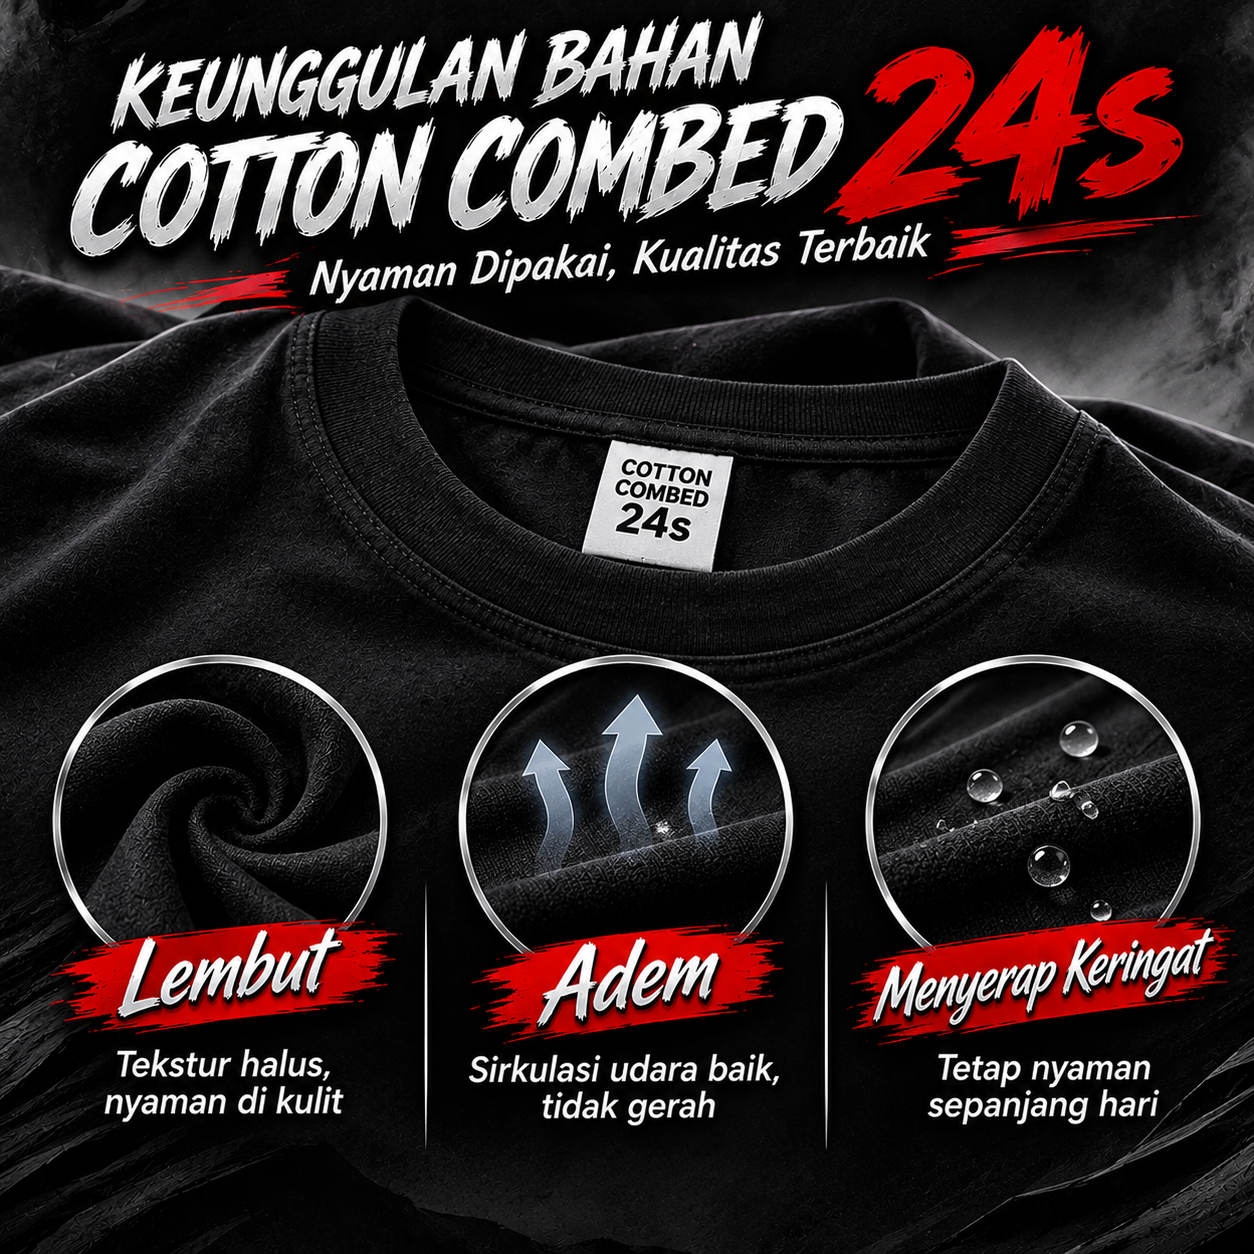 KEUNGGULAN BAHAN
COTTON COMBED 24s
Nyaman Dipakai, Kualitas Terbaik
COTTON
COMBED
24s
Lembut
Tekstur halus,
nyaman di kulit
Adem
Sirkulasi udara baik,
tidak gerah
Menyerap Keringat
Tetap nyaman
sepanjang hari